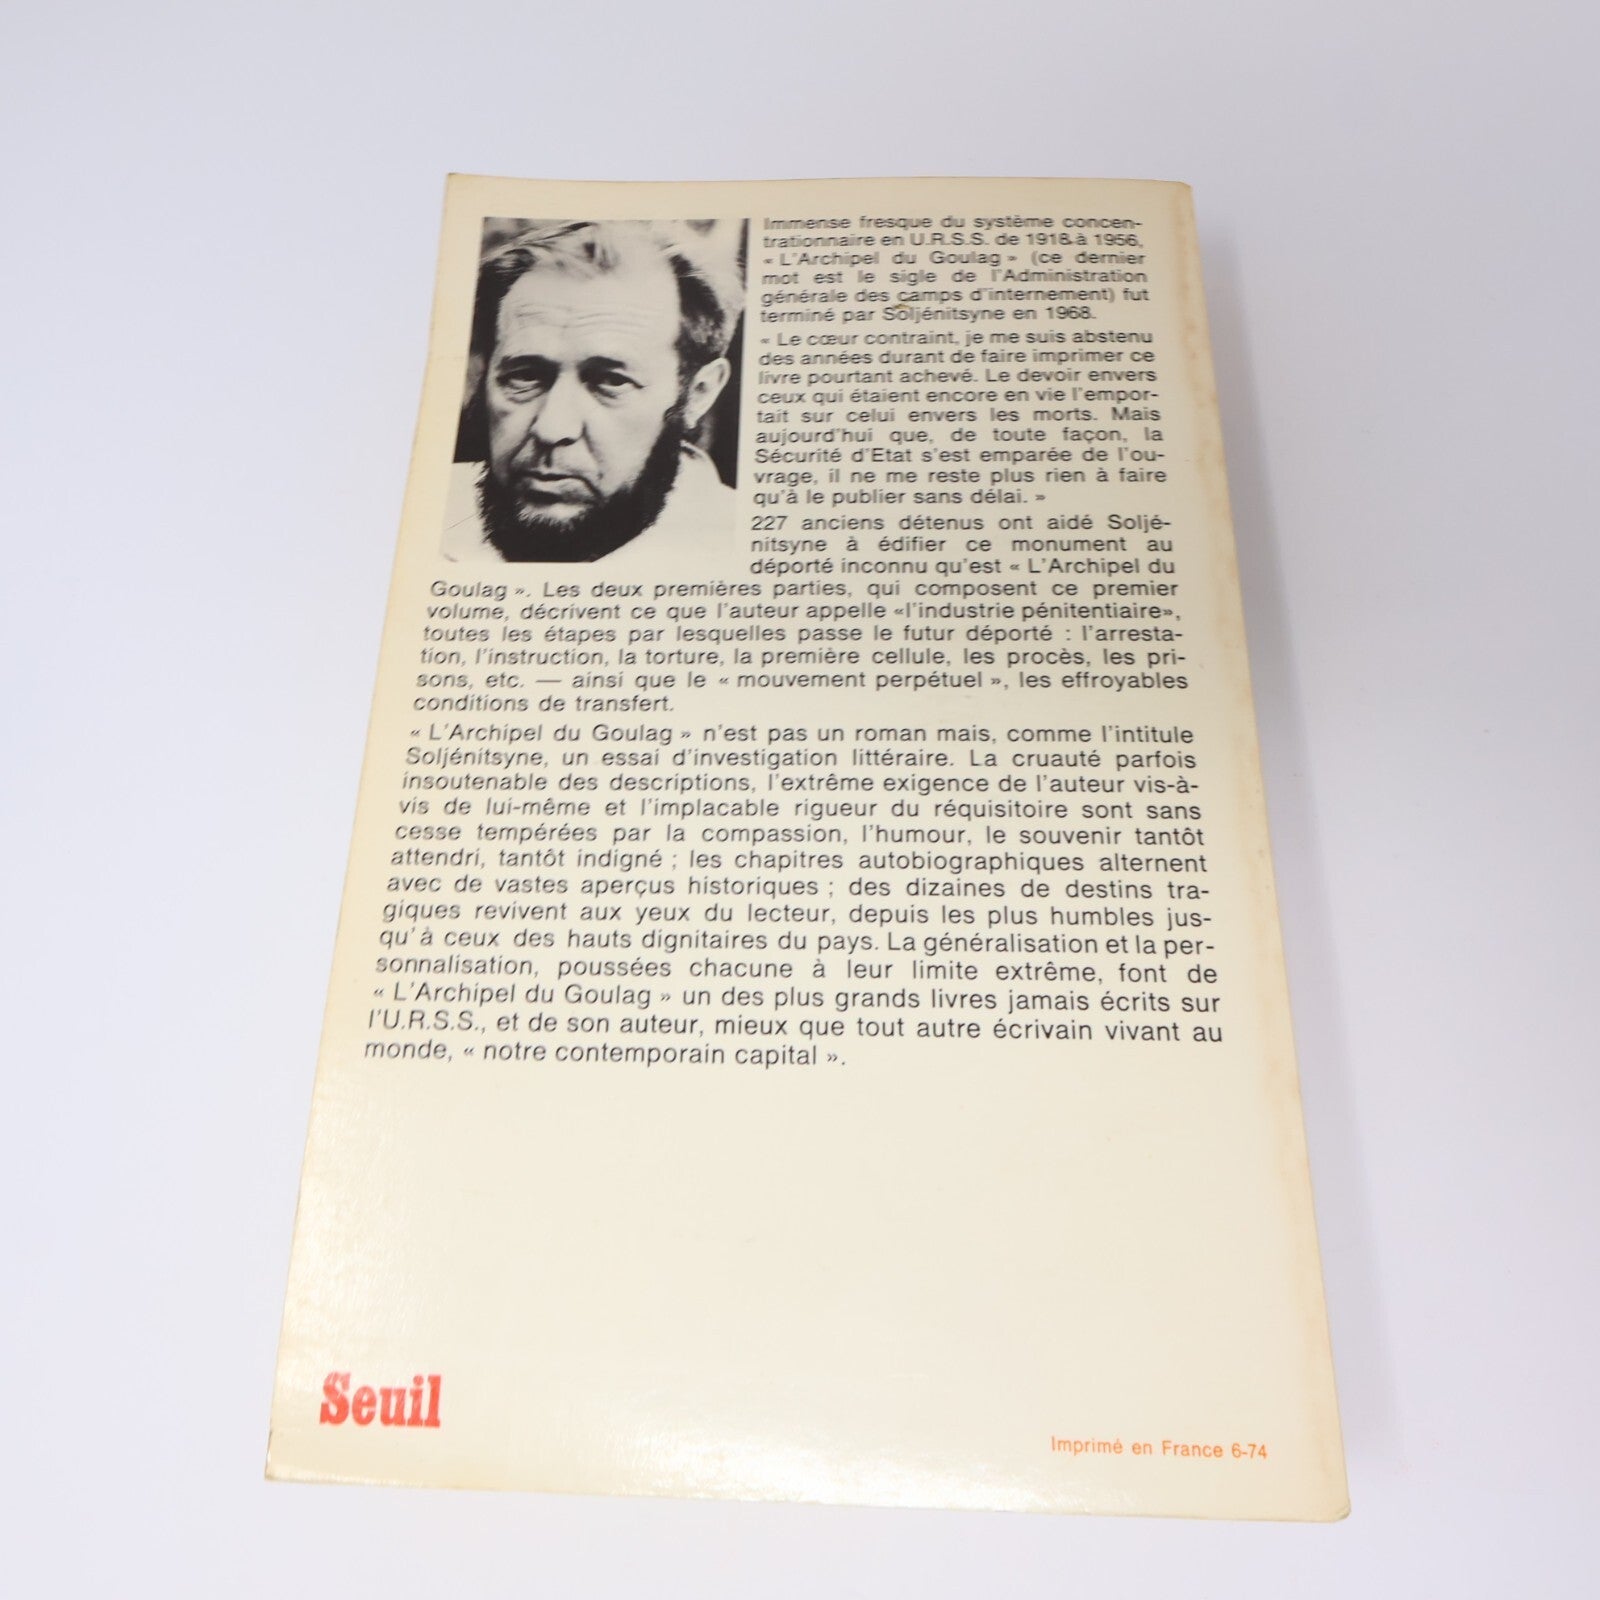 Immense fresque du système concen-
trationnaire en U.R.S.S. de 1918 à 1956,
« L'Archipel du Goulag » (ce dernier
mot est le sigle de l'Administration
générale des camps d'internement) fut
terminé par Soljénitsyne en 1968.
« Le cœur contraint, je me suis abstenu
des années durant de faire imprimer ce
livre pourtant achevé. Le devoir envers
ceux qui étaient encore en vie l'empor-
tait sur celui envers les morts. Mais
aujourd'hui que, de toute façon, la
Sécurité d'Etat s'est emparée de l'ou-
vrage, il ne me reste plus rien à faire
qu'à le publier sans délai. »
227 anciens détenus ont aidé Soljé-
nitsyne à édifier ce monument au
déporté inconnu qu'est « L'Archipel du
Goulag ». Les deux premières parties, qui composent ce premier
volume, décrivent ce que l'auteur appelle «l'industrie pénitentiaire»,
toutes les étapes par lesquelles passe le futur déporté : l'arresta-
tion, l'instruction, la torture, la première cellule, les procès, les pri-
sons, etc. — ainsi que le « mouvement perpétuel », les effroyables
conditions de transfert.
« L'Archipel du Goulag » n'est pas un roman mais, comme l'intitule
Soljénitsyne, un essai d'investigation littéraire. La cruauté parfois
insoutenable des descriptions, l'extrême exigence de l'auteur vis-à-
vis de lui-même et l'implacable rigueur du réquisitoire sont sans
cesse tempérées par la compassion, l'humour, le souvenir tantôt
attendri, tantôt indigné ; les chapitres autobiographiques alternent
avec de vastes aperçus historiques ; des dizaines de destins tra-
giques revivent aux yeux du lecteur, depuis les plus humbles jus-
qu'à ceux des hauts dignitaires du pays. La généralisation et la per-
sonnalisation, poussées chacune à leur limite extrême, font de
« L'Archipel du Goulag » un des plus grands livres jamais écrits sur
l'U.R.S.S., et de son auteur, mieux que tout autre écrivain vivant au
monde, « notre contemporain capital ».
Seuil
Imprimé en France 6-74